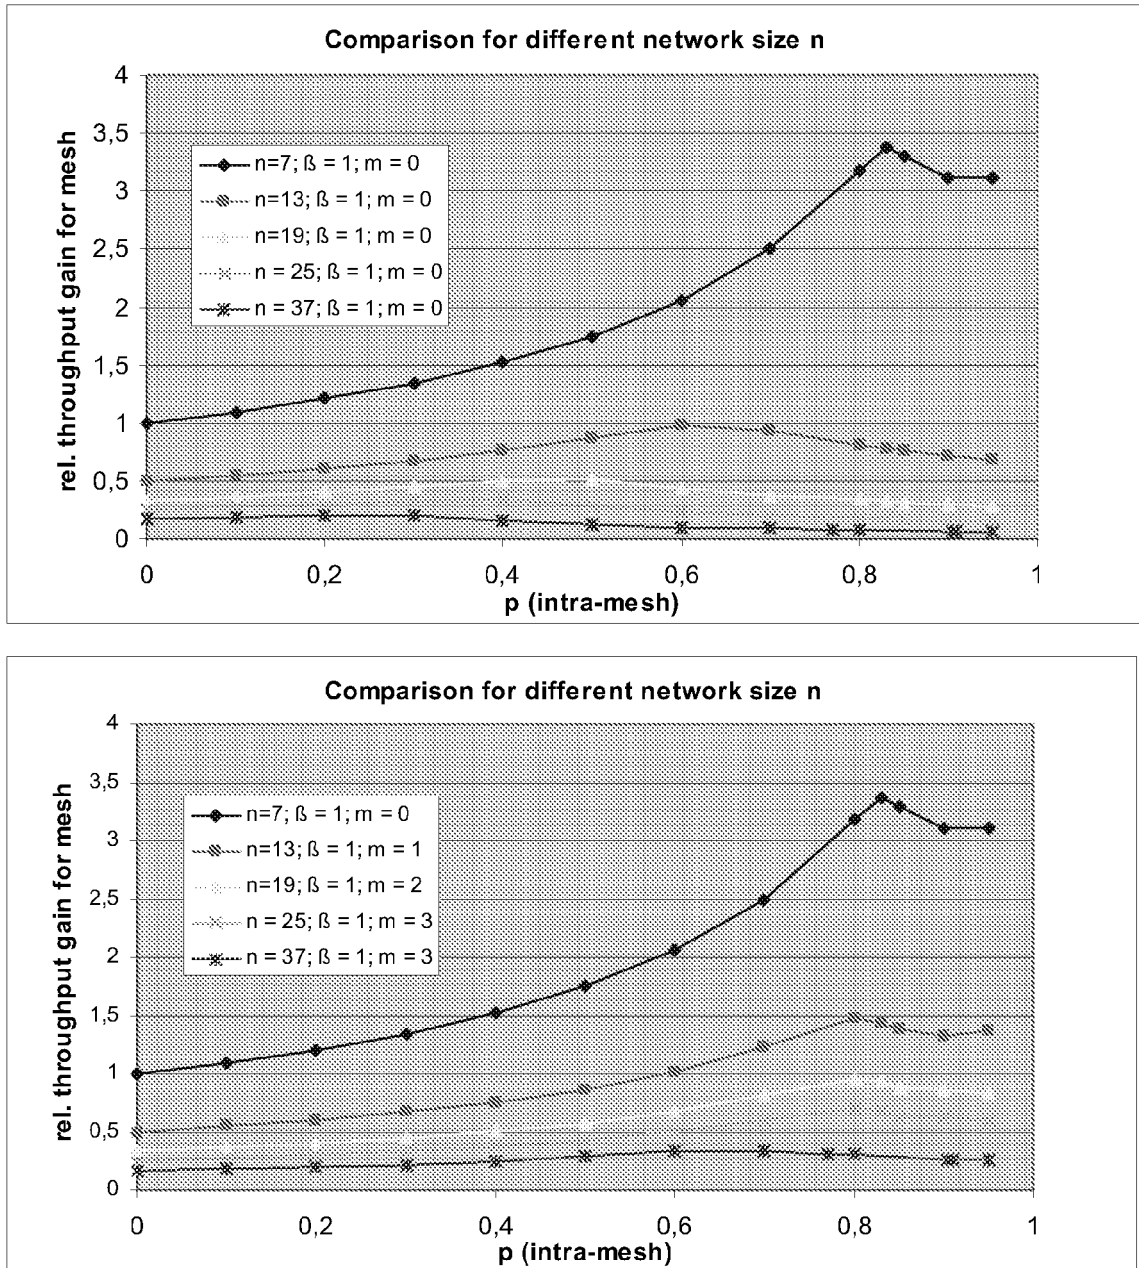 Comparison for different network size n
rel. throughput gain for mesh
4
3,5
3
2,5
2
1,5
1
0,5
0
n=7; ß = 1; m = 0
n=13; ß = 1; m = 0
n=19; ß = 1; m = 0
n = 25; ß = 1; m = 0
n = 37; ß = 1; m = 0
0 0,2 0,4 0,6 0,8 1
p (intra-mesh)
Comparison for different network size n
rel. throughput gain for mesh
4
3,5
3
2,5
2
1,5
1
0,5
0
n=7; ß = 1; m = 0
n=13; ß = 1; m = 1
n=19; ß = 1; m = 2
n = 25; ß = 1; m = 3
n = 37; ß = 1; m = 3
0 0,2 0,4 0,6 0,8 1
p (intra-mesh)